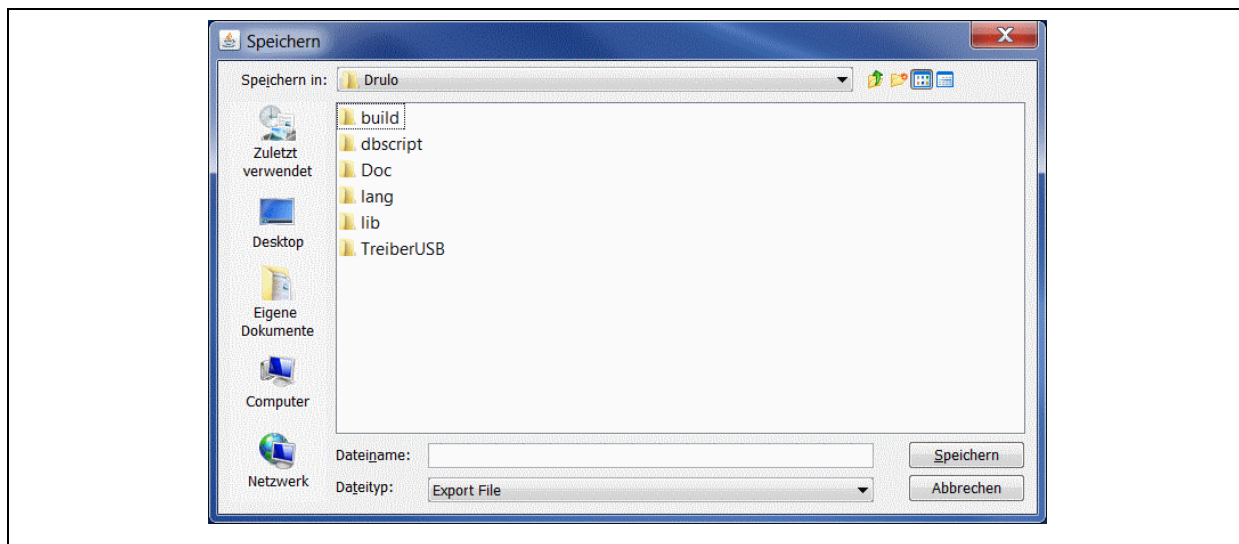 Speichern
Speichern in: Drulo
Zuletzt
verwendet
Desktop
Eigene
Dokumente
Computer
Netzwerk
build
dbscript
Doc
lang
lib
TreiberUSB
Dateiname:
Speichern
Dateityp: Export File
Abbrechen